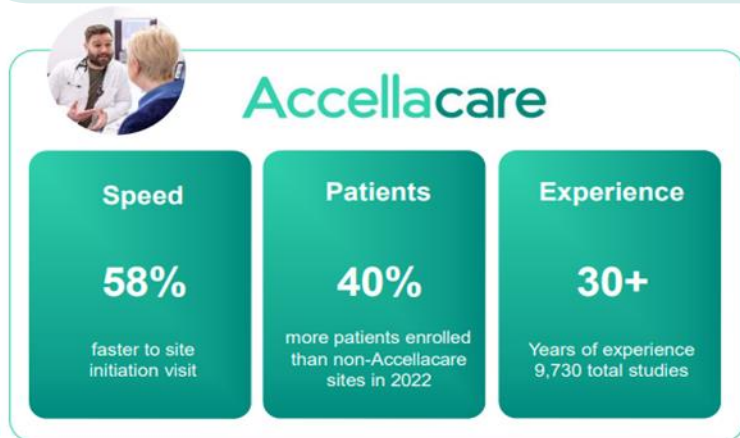 Accellacare
Speed
58%
faster to site
initiation visit
Patients
40%
more patients enrolled
than non-Accellacare
sites in 2022
Experience
30+
Years of experience
9,730 total studies